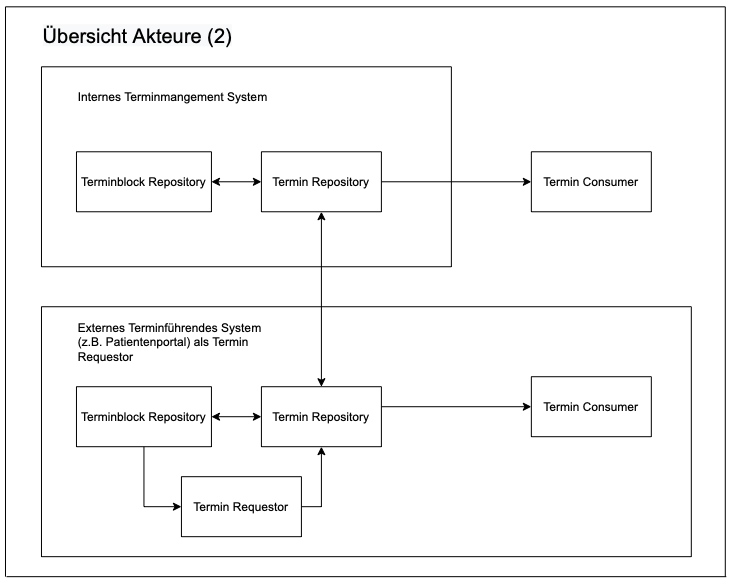 Übersicht Akteure (2)
Internes Terminmangement System
Terminblock Repository
Termin Repository
Termin Consumer
Externes Terminführendes System
(z.B. Patientenportal) als Termin
Requestor
Terminblock Repository
Termin Repository
Termin Consumer
Termin Requestor